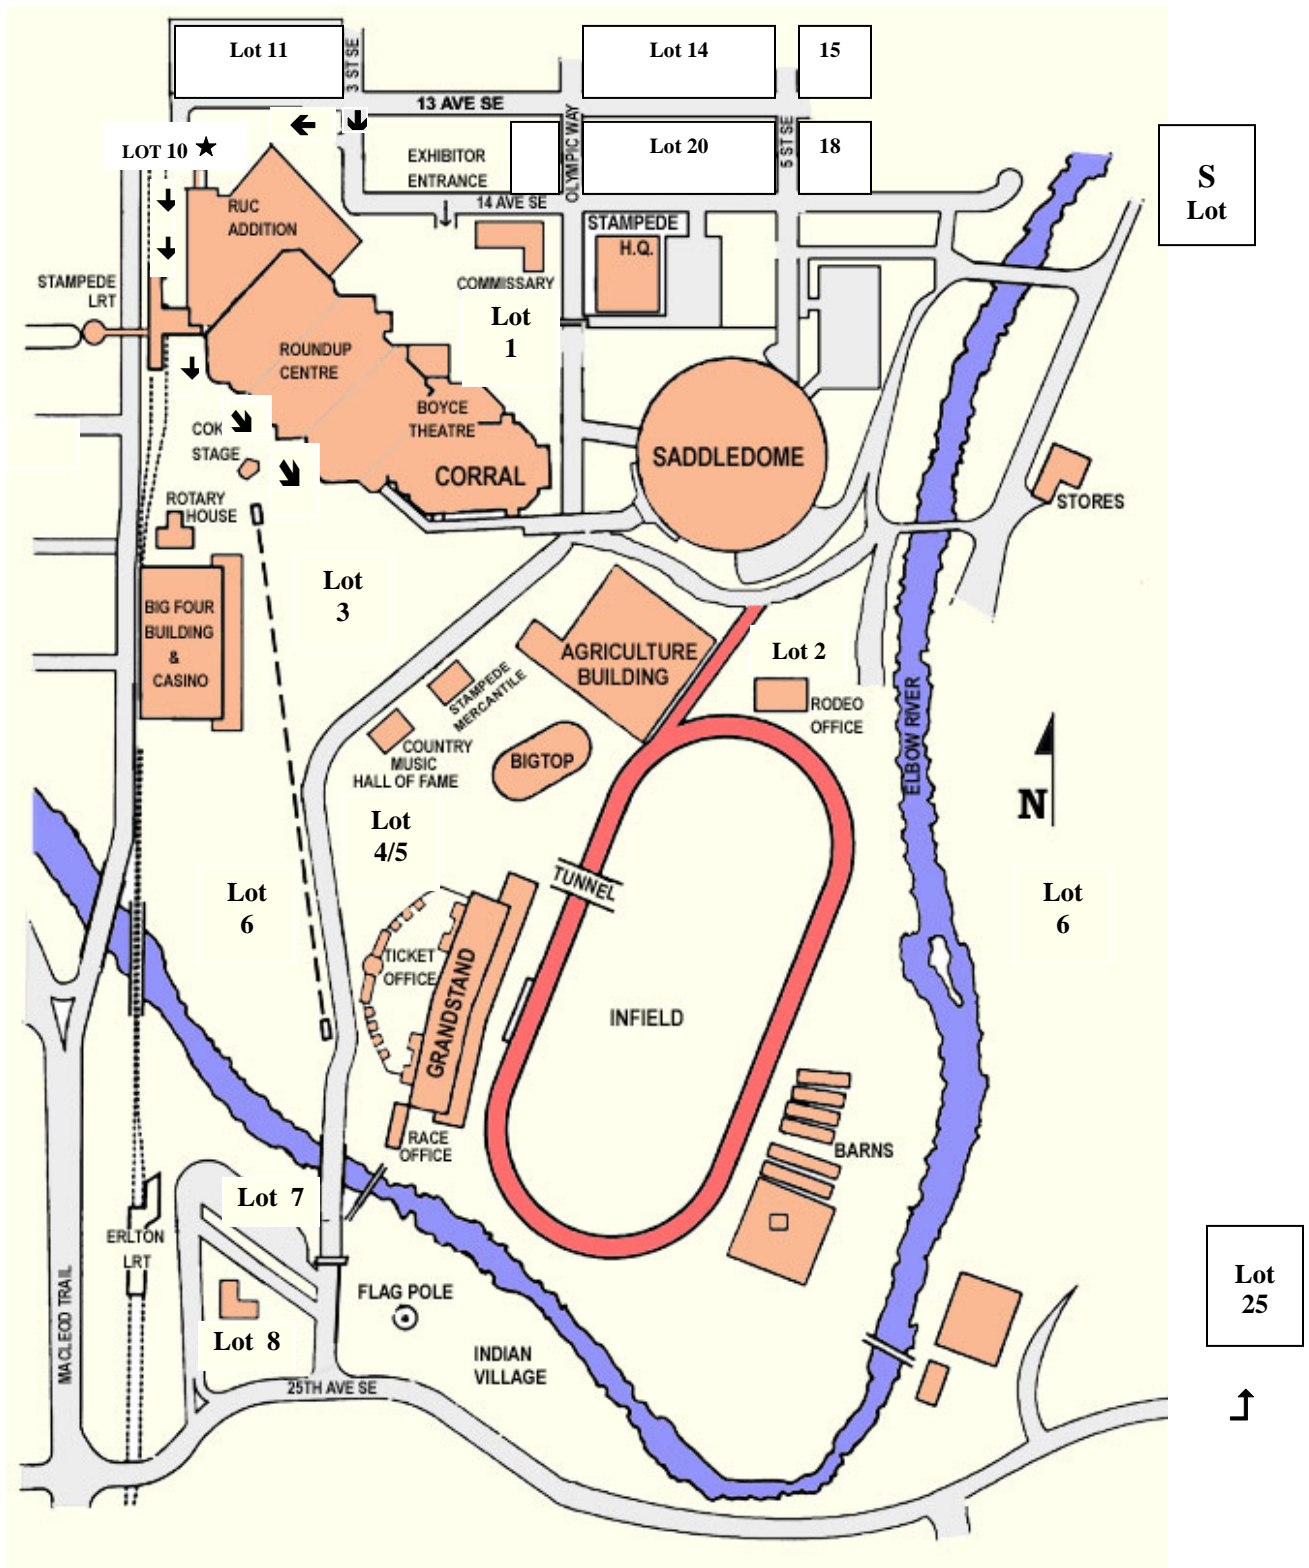 Lot 11
3 ST SE
Lot 14
15
13 AVE SE
OLYMPIC WAY
5 ST SE
LOT 10 ★
EXHIBITOR
ENTRANCE
Lot 20
18
S
Lot
14 AVE SE
RUC
ADDITION
STAMPEDE
H.Q.
STAMPEDE
LRT
COMMISSARY
Lot
1
ROUNDUP
CENTRE
BOYCE
THEATRE
COK
STAGE
CORRAL
SADDLEDOME
STORES
ROTARY
HOUSE
BIG FOUR
BUILDING
&
CASINO
Lot
3
AGRICULTURE
BUILDING
Lot 2
STAMPEDE
MERCANTILE
RODEO
OFFICE
ELBOW RIVER
COUNTRY
MUSIC
HALL OF FAME
BIGTOP
N
Lot
4/5
TUNNEL
Lot
6
Lot
6
TICKET
OFFICE
GRANDSTAND
INFIELD
RACE
OFFICE
BARNS
Lot 7
ERLTON
LRT
MACLEOD TRAIL
FLAG POLE
Lot 8
Lot
25
INDIAN
VILLAGE
25TH AVE SE